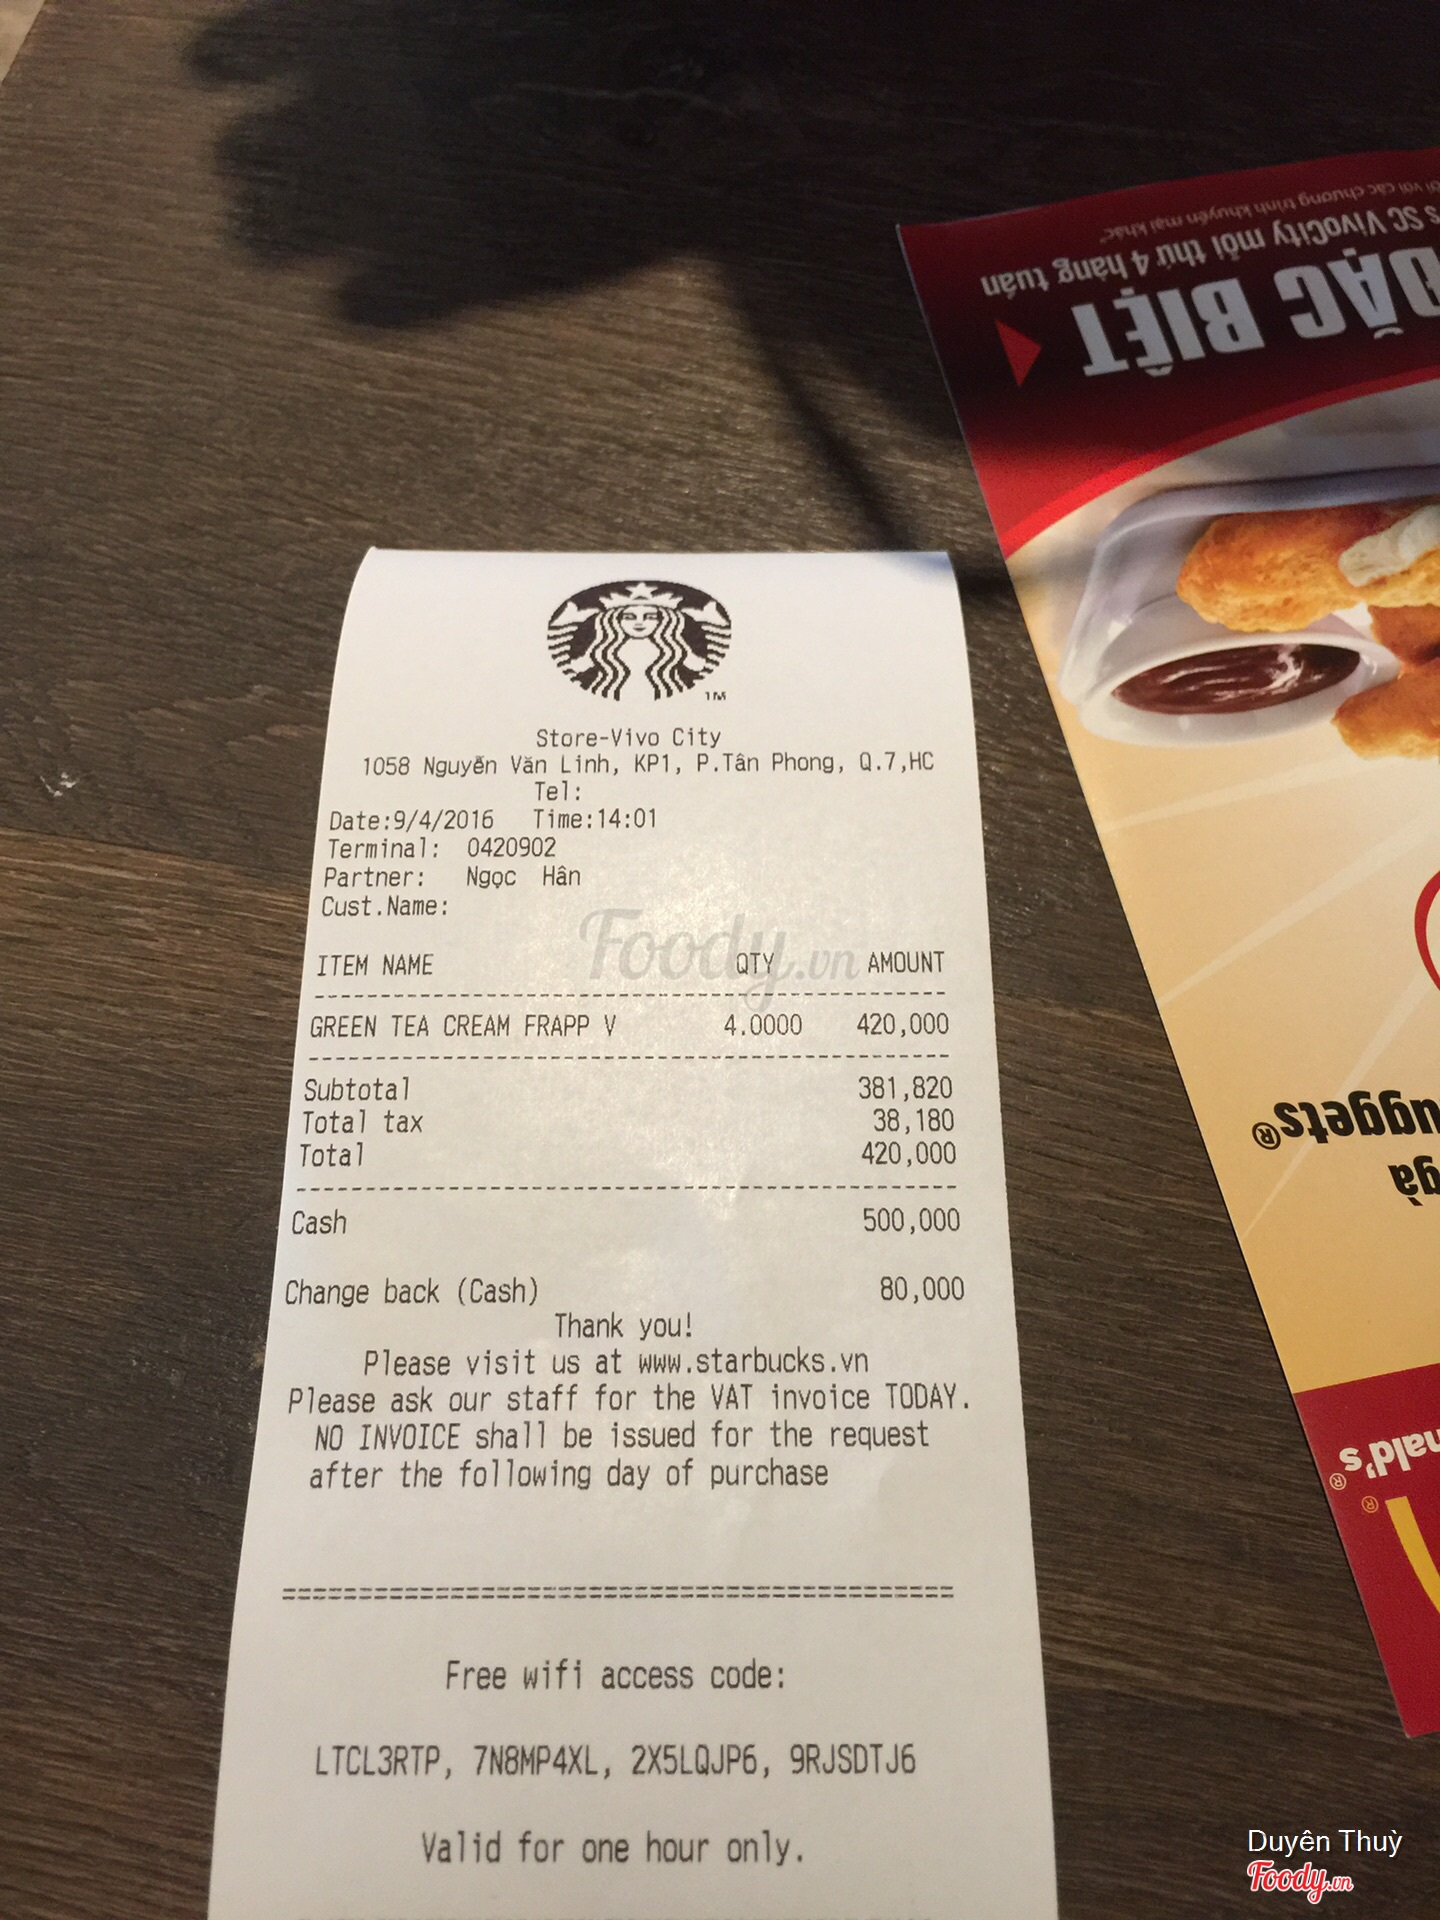 TM
Store-Vivo City
1058 Nguyễn Văn Linh, KP1, P.Tân Phong, Q.7,HC
Tel:
Date:9/4/2016 Time:14:01
Terminal: 0420902
Partner: Ngọc Hân
Cust.Name:
ITEM NAME QTY AMOUNT
GREEN TEA CREAM FRAPP V 4.0000 420,000
Subtotal 381,820
Total tax 38,180
Total 420,000
Cash 500,000
Change back (Cash) 80,000
Thank you!
Please visit us at www.starbucks.vn
Please ask our staff for the VAT invoice TODAY.
NO INVOICE shall be issued for the request
after the following day of purchase
==========================================
Free wifi access code:
LTCL3RTP, 7N8MP4XL, 2X5LQJP6, 9RJSDTJ6
Valid for one hour only.
Foody.vn
với các chương trình khuyến mại khác"
's SC VivoCity mỗi thứ 4 hàng tuần
ĐẶC BIỆT
uggets®
gà
nald's®
®
Duyên Thuỳ
Foody.vn